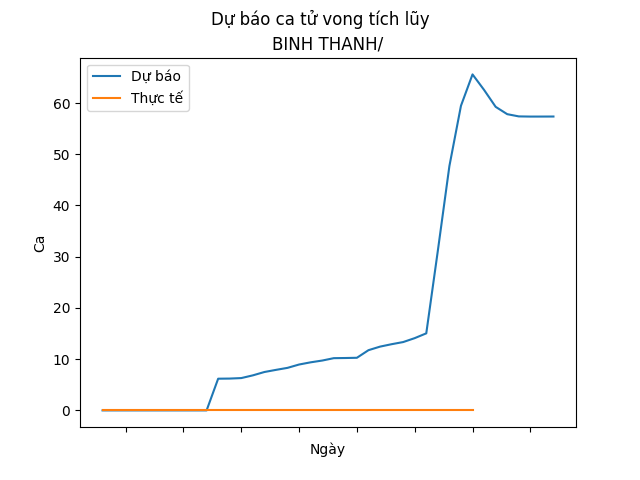 Dự báo ca tử vong tích lũy
BINH THANH/
Dự báo
Thực tế
60
50
40
30
20
10
0
Ca
Ngày